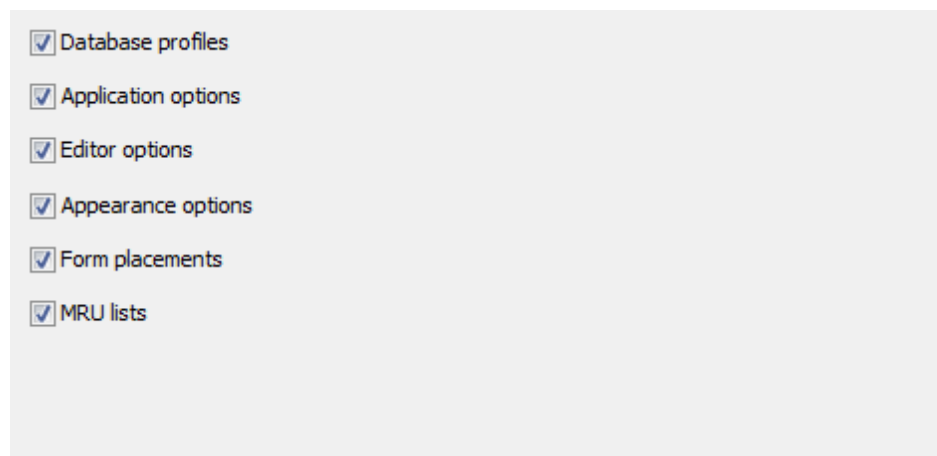 Database profiles
Application options
Editor options
Appearance options
Form placements
MRU lists